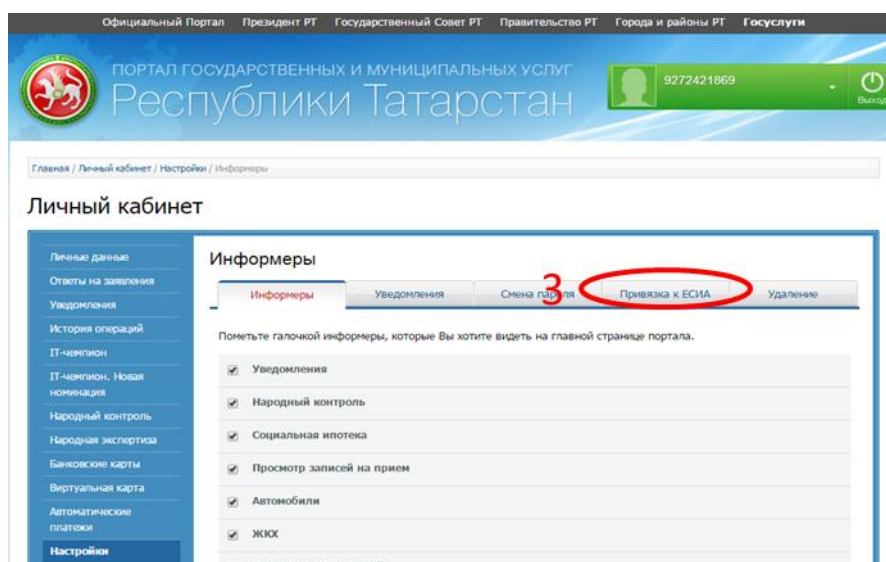 Официальный Портал Президент РТ Государственный Совет РТ Правительство РТ Города и районы РТ Госуслуги
ПОРТАЛ ГОСУДАРСТВЕННЫХ И МУНИЦИПАЛЬНЫХ УСЛУГ
Республики Татарстан
9272421869
Выход
Главная / Личный кабинет / Настройки / Информеры
Личный кабинет
Личные данные
Ответы на заявления
Уведомления
История операций
IT-чемпион
IT-чемпион. Новая
номинация
Народный контроль
Народная экспертиза
Банковские карты
Виртуальная карта
Автоматические
платежи
Настройки
Информеры
3
Информеры Уведомления Смена пароля Привязка к ЕСИА Удаление
Пометьте галочкой информеры, которые Вы хотите видеть на главной странице портала.
Уведомления
Народный контроль
Социальная ипотека
Просмотр записей на прием
Автомобили
ЖКХ